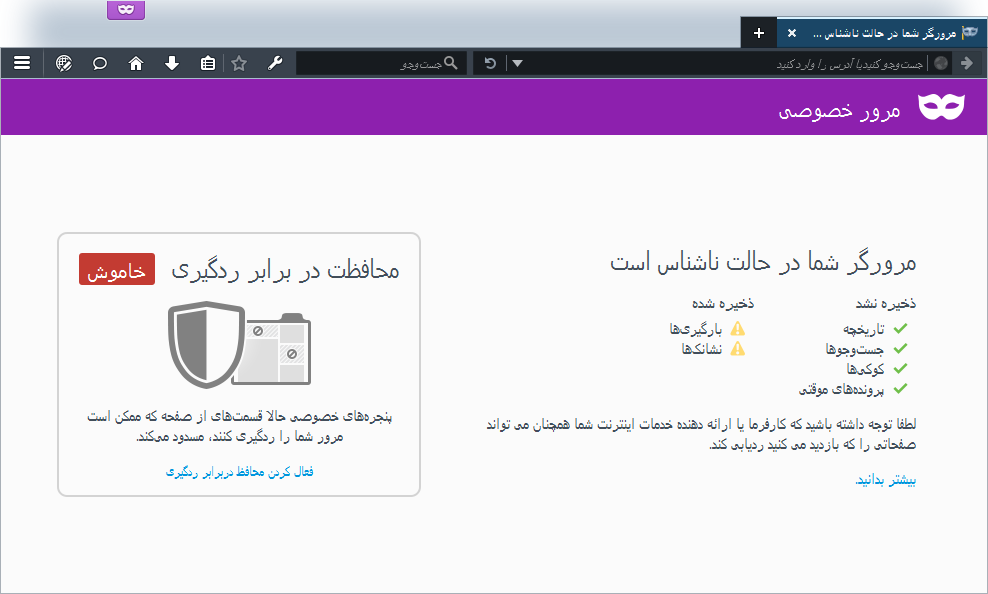 مرورگر شما در حالت ناشناس ...
جست‌وجو کنیدیا آدرس را وارد کنید
جست‌وجو
مرور خصوصی
مرورگر شما در حالت ناشناس است
ذخیره نشد
تاریخچه
جست‌وجوها
کوکی‌ها
پرونده‌های موقتی
ذخیره شده
بارگیری‌ها
نشانک‌ها
لطفا توجه داشته باشید که کارفرما یا ارائه دهنده خدمات اینترنت شما همچنان می تواند
صفحاتی را که بازدید می کنید ردیابی کند.
بیشتر بدانید.
محافظت در برابر ردگیری
خاموش
پنجره‌های خصوصی حالا قسمت‌های از صفحه که ممکن است
مرور شما را ردگیری کنند، مسدود می‌کند.
فعال کردن محافظ دربرابر ردگیری